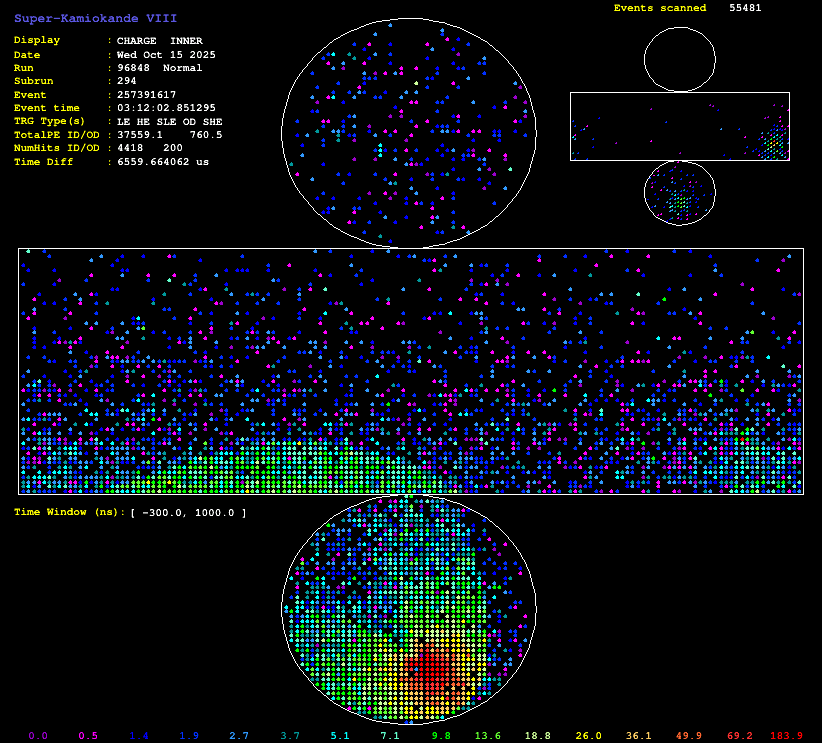 Super-Kamiokande VIII
Events scanned 55481
Display : CHARGE INNER
Date : Wed Oct 15 2025
Run : 96848 Normal
Subrun : 294
Event : 257391617
Event time : 03:12:02.851295
TRG Type(s) : LE HE SLE OD SHE
TotalPE ID/OD : 37559.1 760.5
NumHits ID/OD : 4418 200
Time Diff : 6559.664062 us
Time Window (ns): [ -300.0, 1000.0 ]
0.0 0.5 1.4 1.9 2.7 3.7 5.1 7.1 9.8 13.6 18.8 26.0 36.1 49.9 69.2 183.9